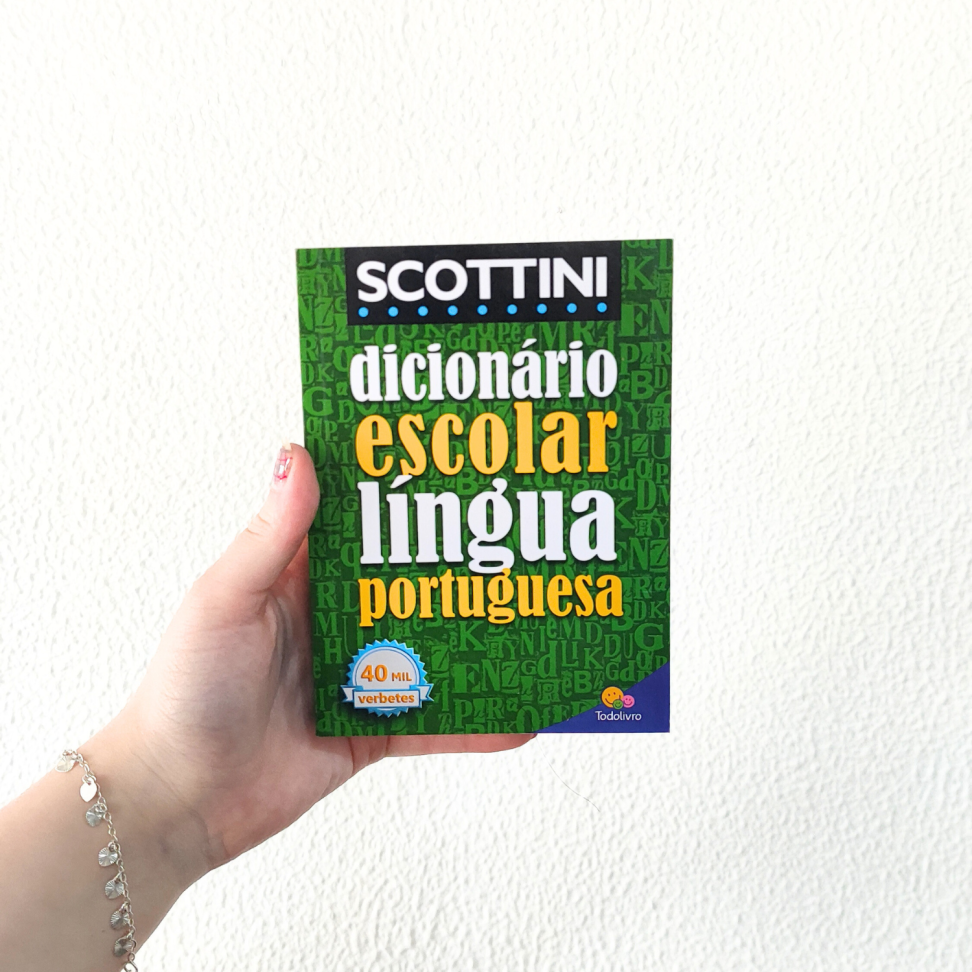 SCOTTINI
dicionário
escolar
língua
portuguesa
40 MIL
verbetes
Todolivro